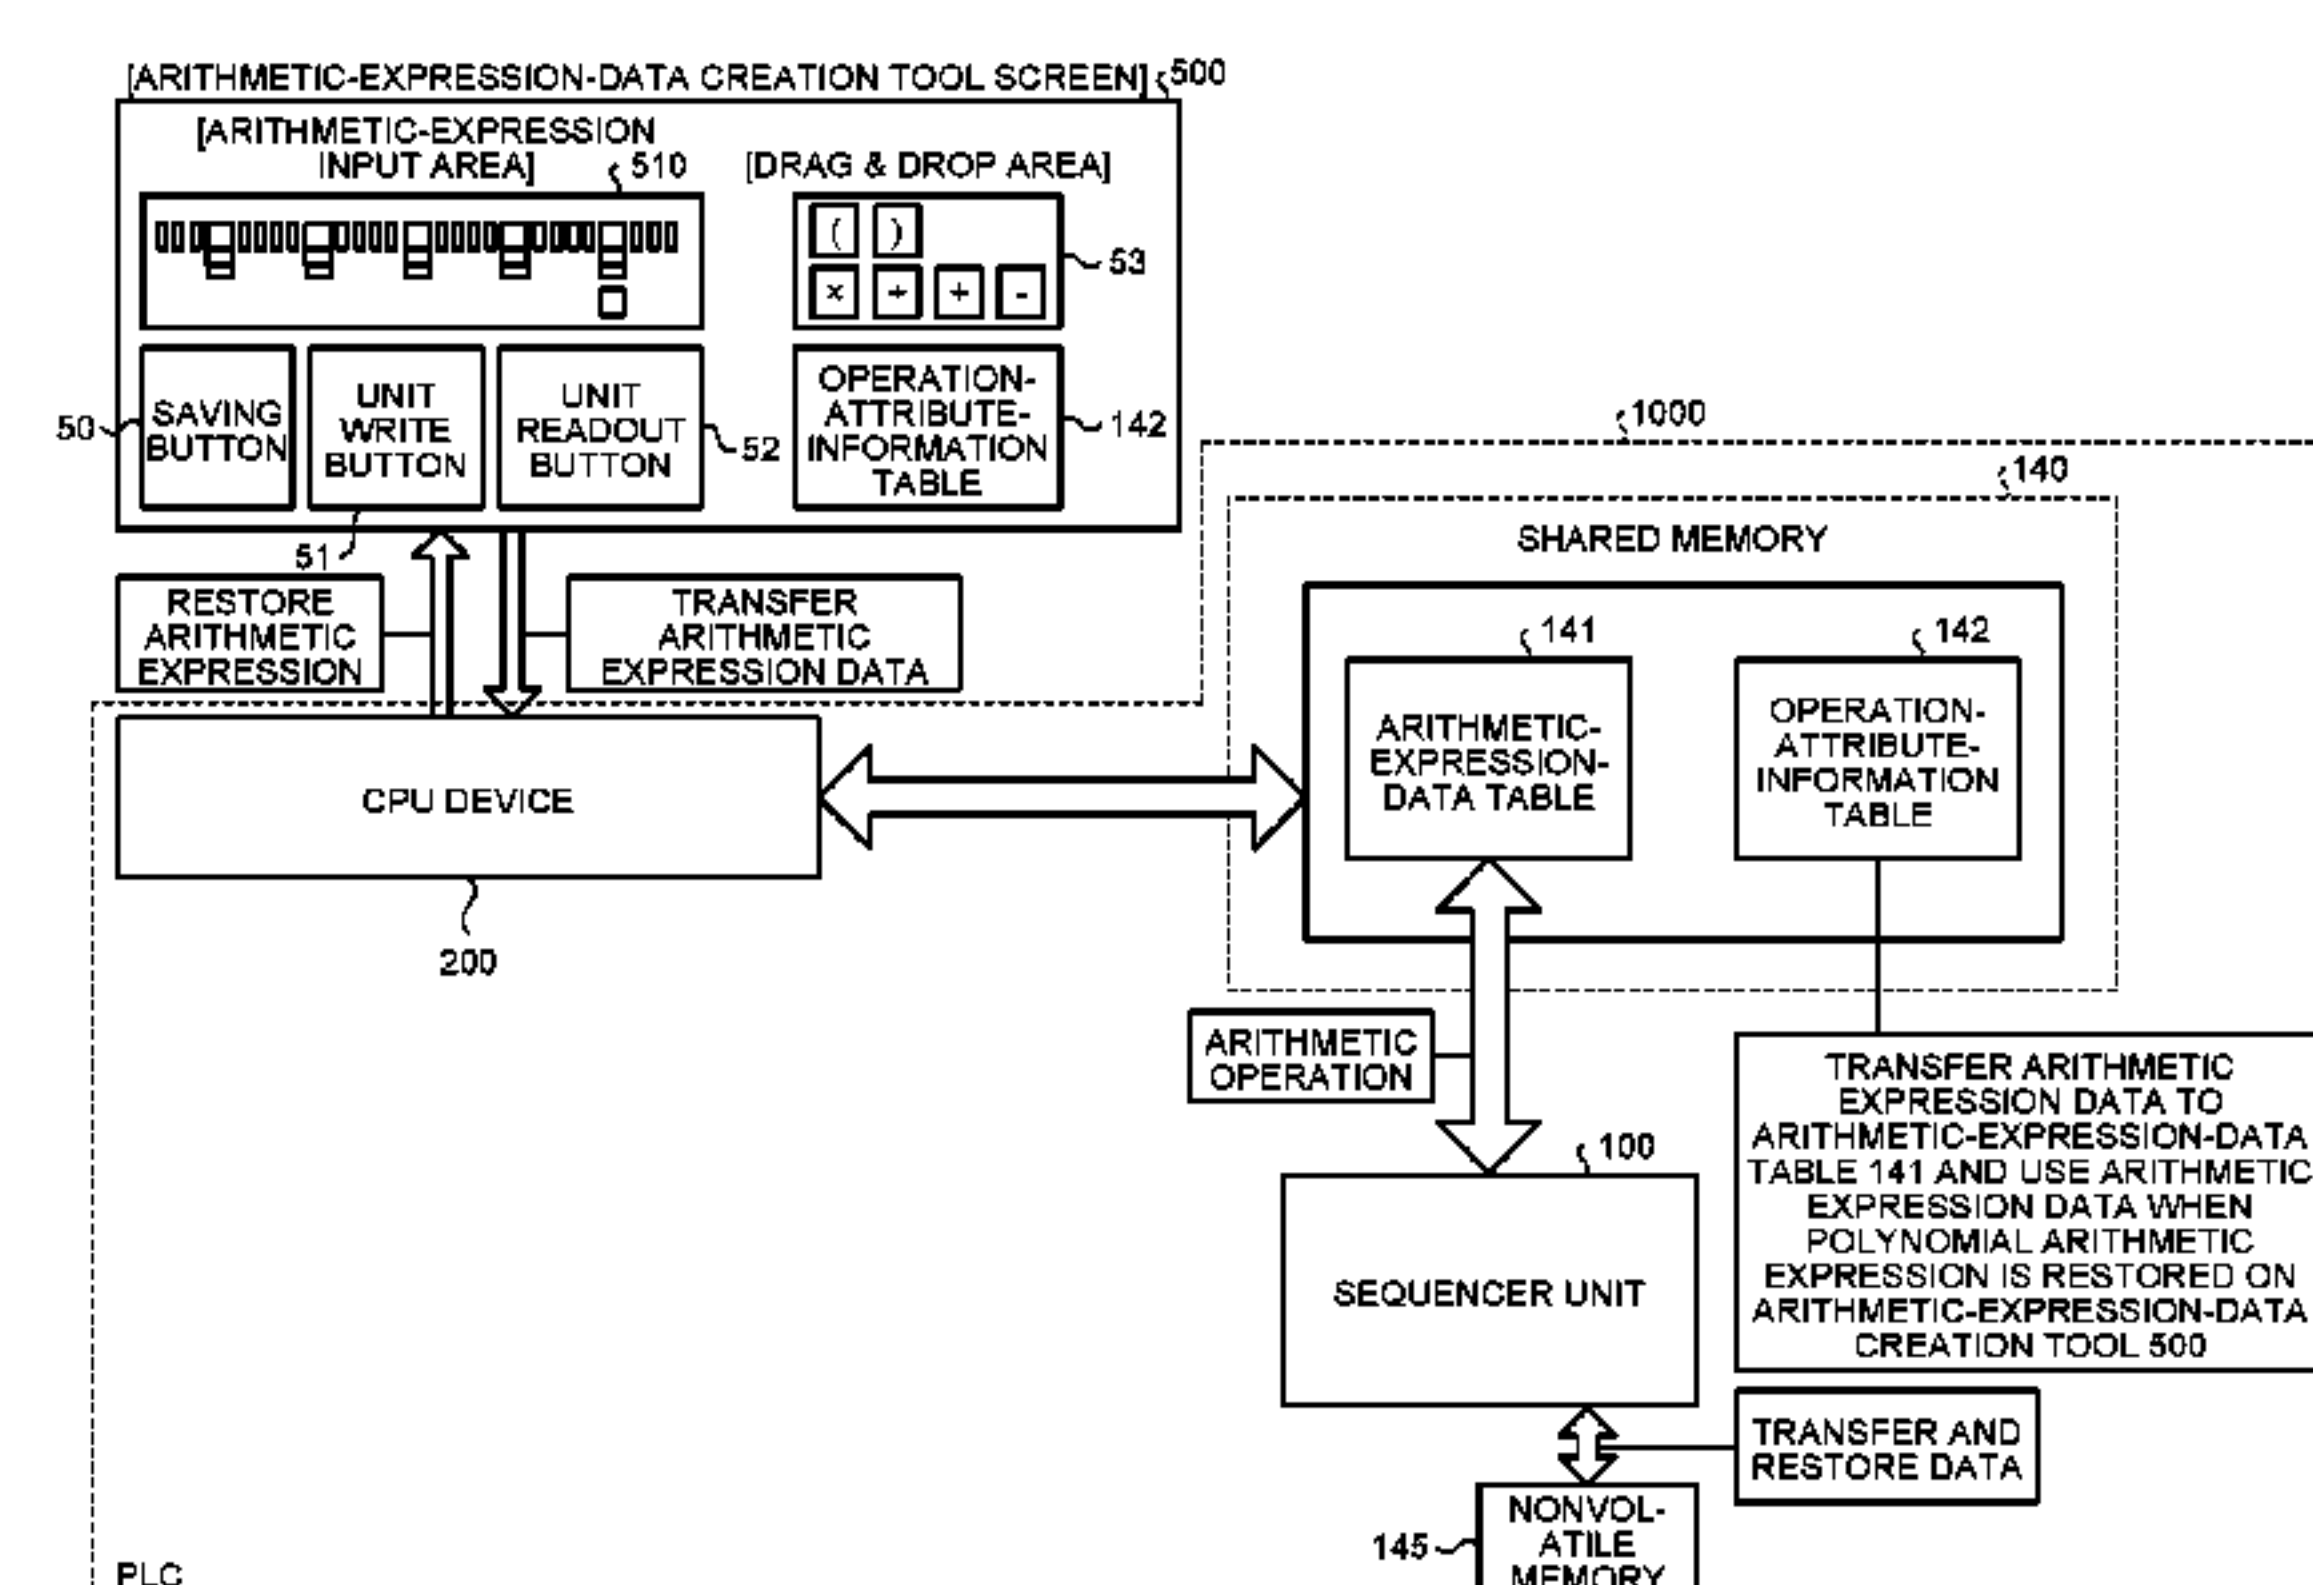 [ARITHMETIC-EXPRESSION-DATA CREATION TOOL SCREEN] 500
[ARITHMETIC-EXPRESSION
INPUT AREA]
510
[DRAG & DROP AREA]
( )
× ÷ + -
53
SAVING
BUTTON
50
UNIT
WRITE
BUTTON
51
UNIT
READOUT
BUTTON
52
OPERATION-
ATTRIBUTE-
INFORMATION
TABLE
142
RESTORE
ARITHMETIC
EXPRESSION
TRANSFER
ARITHMETIC
EXPRESSION DATA
1000
140
SHARED MEMORY
141
ARITHMETIC-
EXPRESSION-
DATA TABLE
142
OPERATION-
ATTRIBUTE-
INFORMATION
TABLE
CPU DEVICE
200
ARITHMETIC
OPERATION
100
SEQUENCER UNIT
TRANSFER ARITHMETIC
EXPRESSION DATA TO
ARITHMETIC-EXPRESSION-DATA
TABLE 141 AND USE ARITHMETIC
EXPRESSION DATA WHEN
POLYNOMIAL ARITHMETIC
EXPRESSION IS RESTORED ON
ARITHMETIC-EXPRESSION-DATA
CREATION TOOL 500
TRANSFER AND
RESTORE DATA
145
NONVOL-
ATILE
MEMORY
PLC